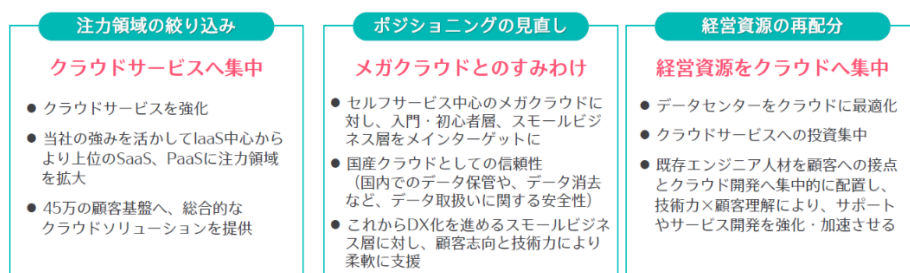 注力領域の絞り込み
クラウドサービスへ集中
● クラウドサービスを強化
● 当社の強みを活かしてIaaS中心から
より上位のSaaS、PaaSに注力領域
を拡大
● 45万の顧客基盤へ、総合的な
クラウドソリューションを提供
ポジショニングの見直し
メガクラウドとのすみわけ
● セルフサービス中心のメガクラウドに
対し、入門・初心者層、スモールビジ
ネス層をメインターゲットに
● 国産クラウドとしての信頼性
(国内でのデータ保管や、データ消去
など、データ取扱いに関する安全性)
● これからDX化を進めるスモールビジネ
ス層に対し、顧客志向と技術力により
柔軟に支援
経営資源の再配分
経営資源をクラウドへ集中
● データセンターをクラウドに最適化
● クラウドサービスへの投資集中
● 既存エンジニア人材を顧客への接点
とクラウド開発へ集中的に配置し、
技術力×顧客理解により、サポート
やサービス開発を強化・加速させる